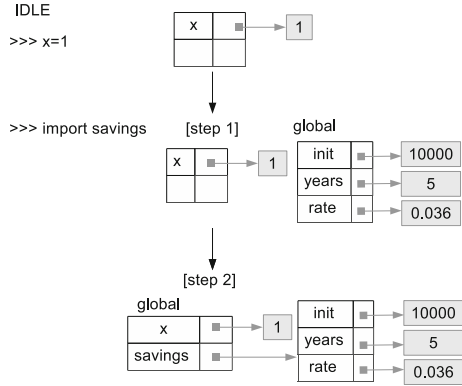 IDLE
>>> x=1
x
1
>>> import savings
[step 1]
global
x
1
init
10000
years
5
rate
0.036
[step 2]
global
x
1
savings
init
10000
years
5
rate
0.036